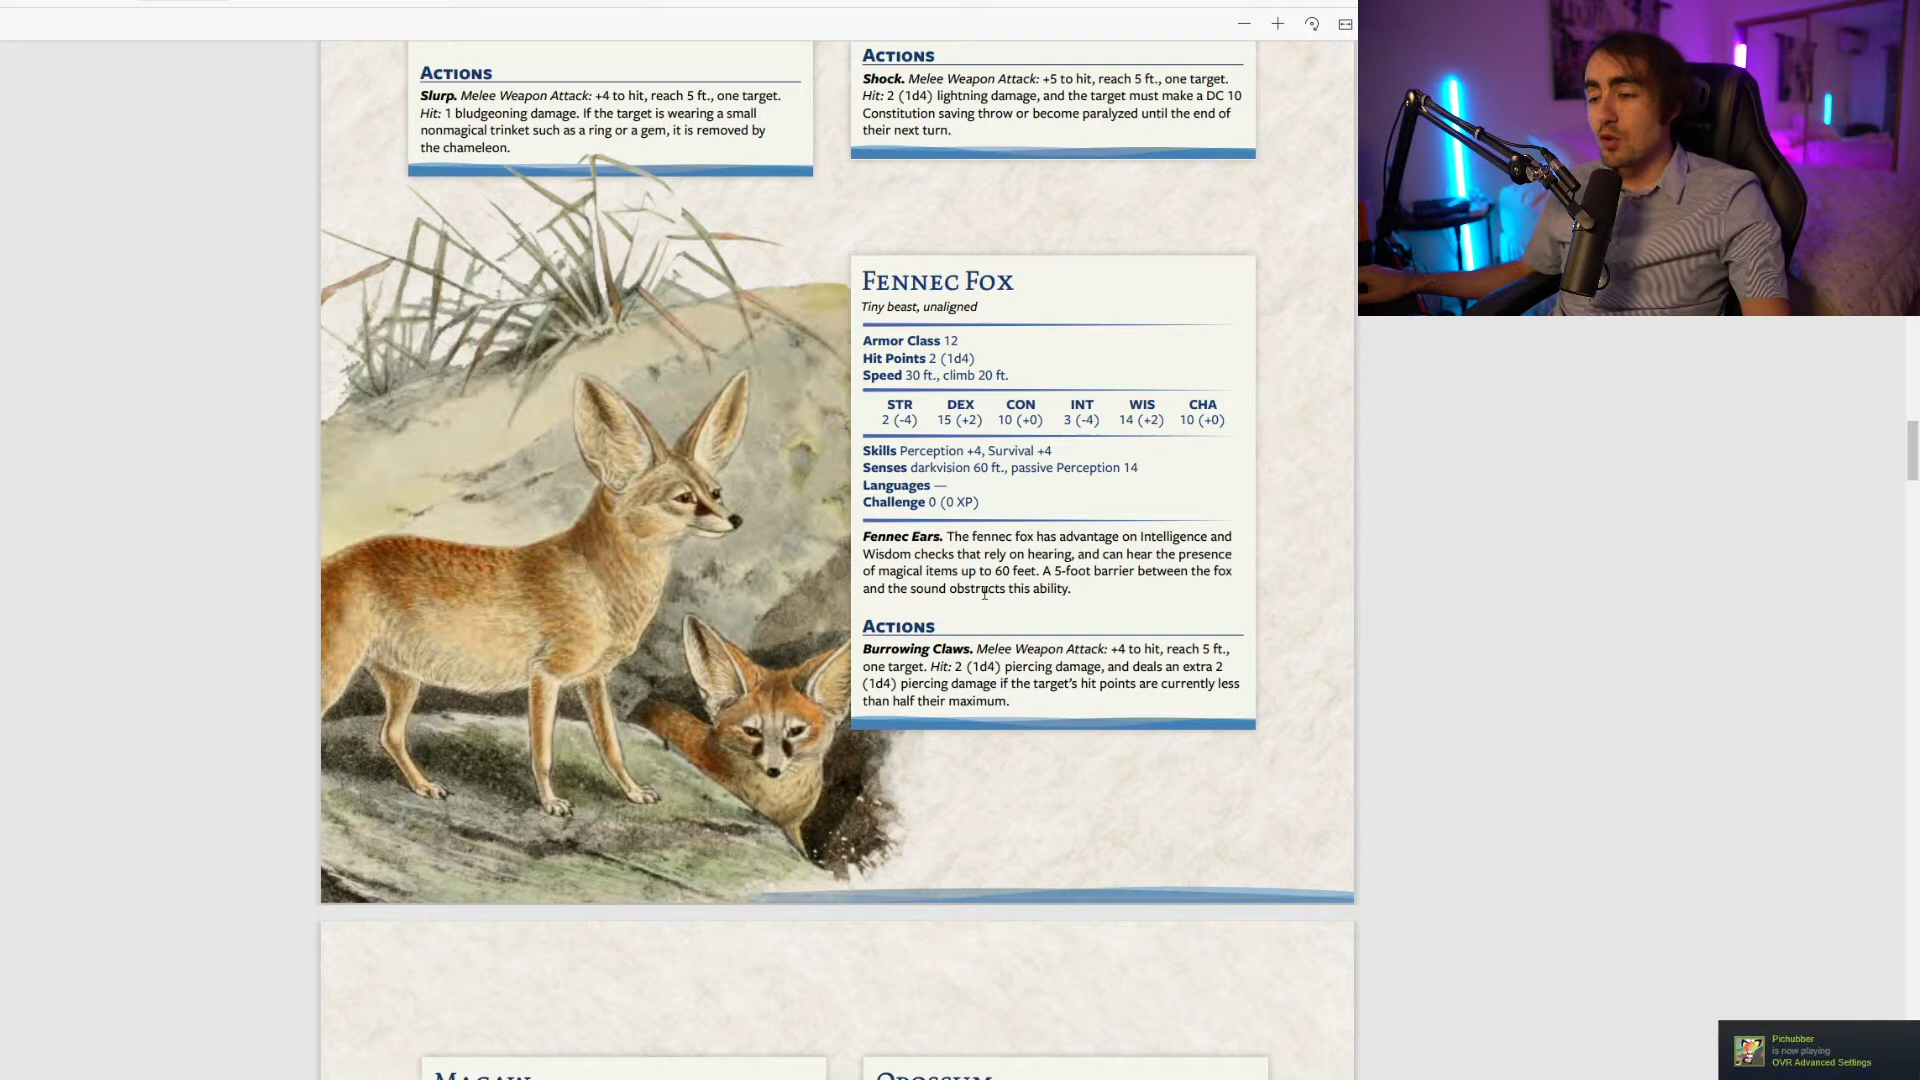 ACTIONS
Slurp. Melee Weapon Attack: +4 to hit, reach 5 ft., one target.
Hit: 1 bludgeoning damage. If the target is wearing a small
nonmagical trinket such as a ring or a gem, it is removed by
the chameleon.
ACTIONS
Shock. Melee Weapon Attack: +5 to hit, reach 5 ft., one target.
Hit: 2 (1d4) lightning damage, and the target must make a DC 10
Constitution saving throw or become paralyzed until the end of
their next turn.
FENNEC FOX
Tiny beast, unaligned
Armor Class 12
Hit Points 2 (1d4)
Speed 30 ft., climb 20 ft.
STR DEX CON INT WIS CHA
2 (-4) 15 (+2) 10 (+0) 3 (-4) 14 (+2) 10 (+0)
Skills Perception +4, Survival +4
Senses darkvision 60 ft., passive Perception 14
Languages —
Challenge 0 (0 XP)
Fennec Ears. The fennec fox has advantage on Intelligence and
Wisdom checks that rely on hearing, and can hear the presence
of magical items up to 60 feet. A 5-foot barrier between the fox
and the sound obstructs this ability.
ACTIONS
Burrowing Claws. Melee Weapon Attack: +4 to hit, reach 5 ft.,
one target. Hit: 2 (1d4) piercing damage, and deals an extra 2
(1d4) piercing damage if the target's hit points are currently less
than half their maximum.
MACAW
OPOSSUM
Pichubber
is now playing
OVR Advanced Settings